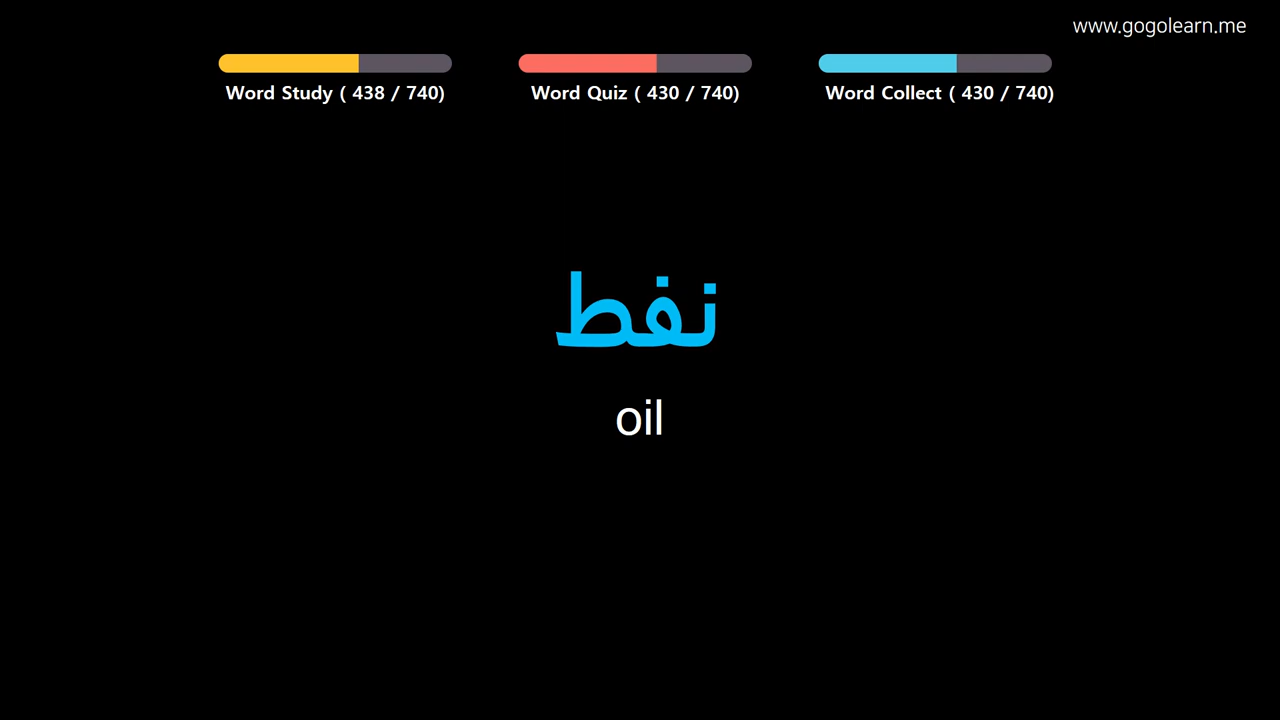 www.gogolearn.me
Word Study ( 438 / 740)
Word Quiz ( 430 / 740)
Word Collect ( 430 / 740)
نفط
oil